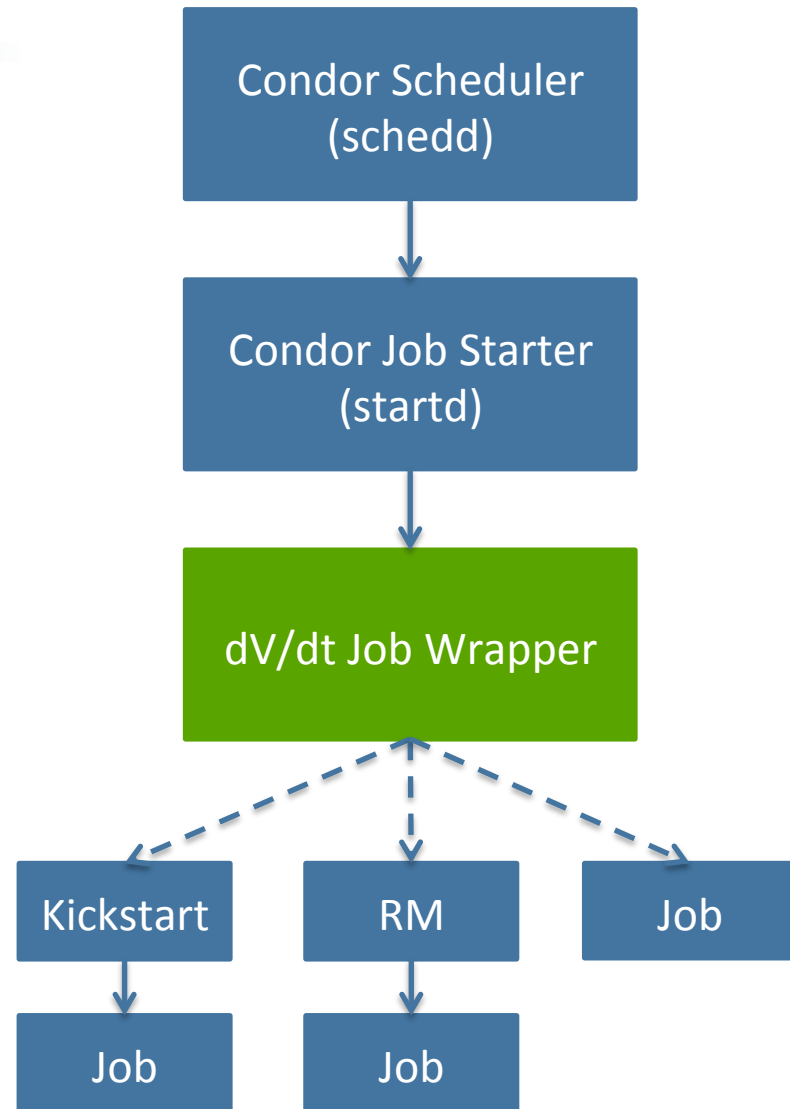 Condor Scheduler
(schedd)
Condor Job Starter
(startd)
dV/dt Job Wrapper
Kickstart
RM
Job
Job
Job